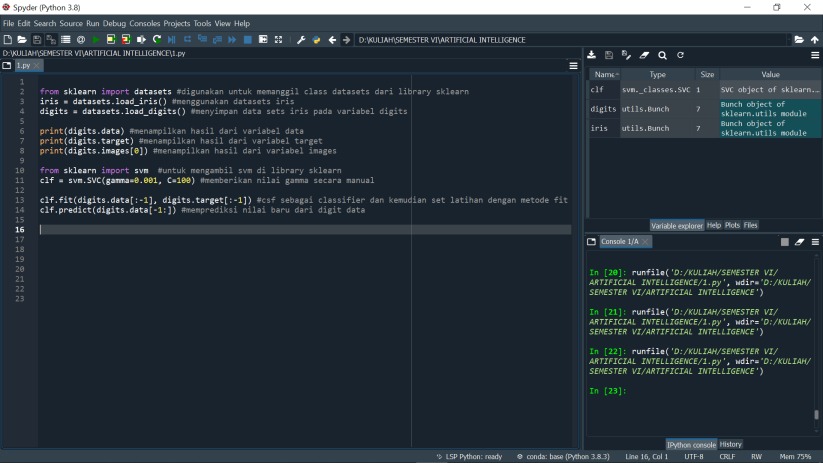 Spyder (Python 3.8)
File Edit Search Source Run Debug Consoles Projects Tools View Help
D:\KULIAH\SEMESTER VI\ARTIFICIAL INTELLIGENCE
D:\KULIAH\SEMESTER VI\ARTIFICIAL INTELLIGENCE\1.py
1.py
1
2 from sklearn import datasets #digunakan untuk memanggil class datasets dari library sklearn
3 iris = datasets.load_iris() #menggunakan datasets iris
4 digits = datasets.load_digits() #menyimpan data sets iris pada variabel digits
5
6 print(digits.data) #menampilkan hasil dari variabel data
7 print(digits.target) #menampilkan hasil dari variabel target
8 print(digits.images[0]) #menampilkan hasil dari variabel images
9
10 from sklearn import svm #untuk mengambil svm di library sklearn
11 clf = svm.SVC(gamma=0.001, C=100) #memberikan nilai gamma secara manual
12
13 clf.fit(digits.data[:-1], digits.target[:-1]) #csf sebagai classifier dan kemudian set latihan dengan metode fit
14 clf.predict(digits.data[-1:]) #memprediksi nilai baru dari digit data
15
16
17
18
19
20
21
22
23
Name Type Size Value
clf svm._classes.SVC 1 SVC object of sklearn...
digits utils.Bunch 7 Bunch object of
sklearn.utils module
iris utils.Bunch 7 Bunch object of
sklearn.utils module
Variable explorer Help Plots Files
Console 1/A
In [20]: runfile('D:/KULIAH/SEMESTER VI/
ARTIFICIAL INTELLIGENCE/1.py', wdir='D:/KULIAH/
SEMESTER VI/ARTIFICIAL INTELLIGENCE')
In [21]: runfile('D:/KULIAH/SEMESTER VI/
ARTIFICIAL INTELLIGENCE/1.py', wdir='D:/KULIAH/
SEMESTER VI/ARTIFICIAL INTELLIGENCE')
In [22]: runfile('D:/KULIAH/SEMESTER VI/
ARTIFICIAL INTELLIGENCE/1.py', wdir='D:/KULIAH/
SEMESTER VI/ARTIFICIAL INTELLIGENCE')
In [23]:
IPython console History
LSP Python: ready conda: base (Python 3.8.3) Line 16, Col 1 UTF-8 CRLF RW Mem 75%